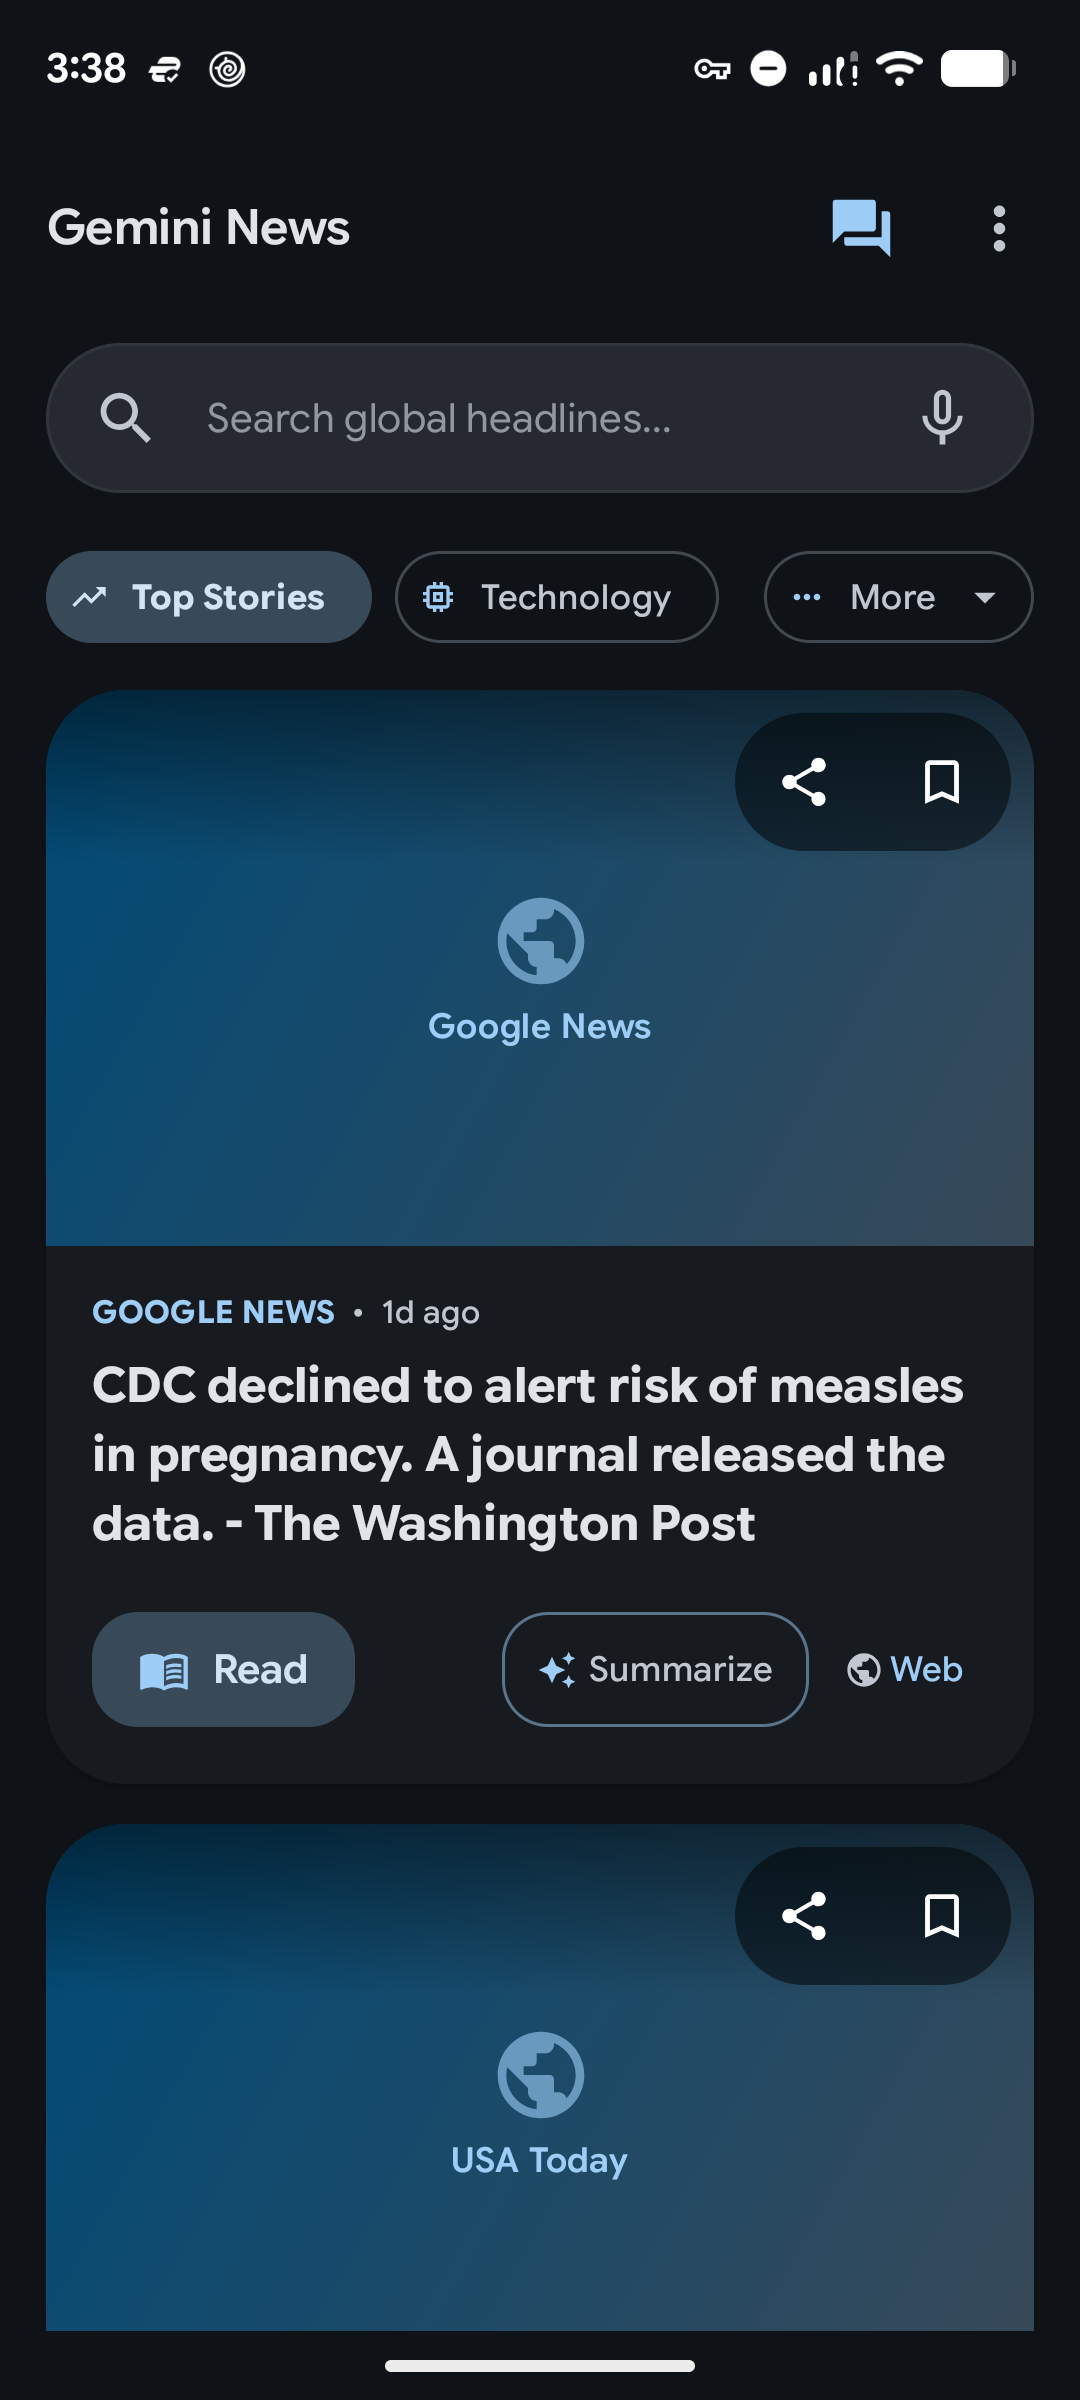 3:38
Gemini News
Search global headlines...
Top Stories
Technology
More
Google News
GOOGLE NEWS • 1d ago
CDC declined to alert risk of measles
in pregnancy. A journal released the
data. - The Washington Post
Read
Summarize
Web
USA Today